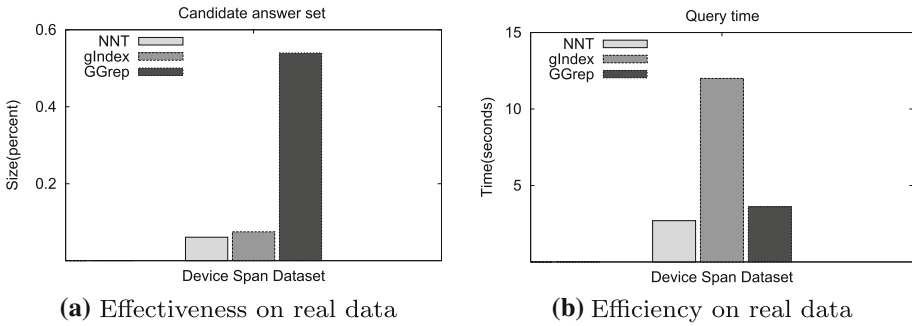 Candidate answer set
0.6
0.4
0.2
Size(percent)
NNT
gIndex
GGrep
Device Span Dataset
(a) Effectiveness on real data
Query time
15
10
5
Time(seconds)
NNT
gIndex
GGrep
Device Span Dataset
(b) Efficiency on real data